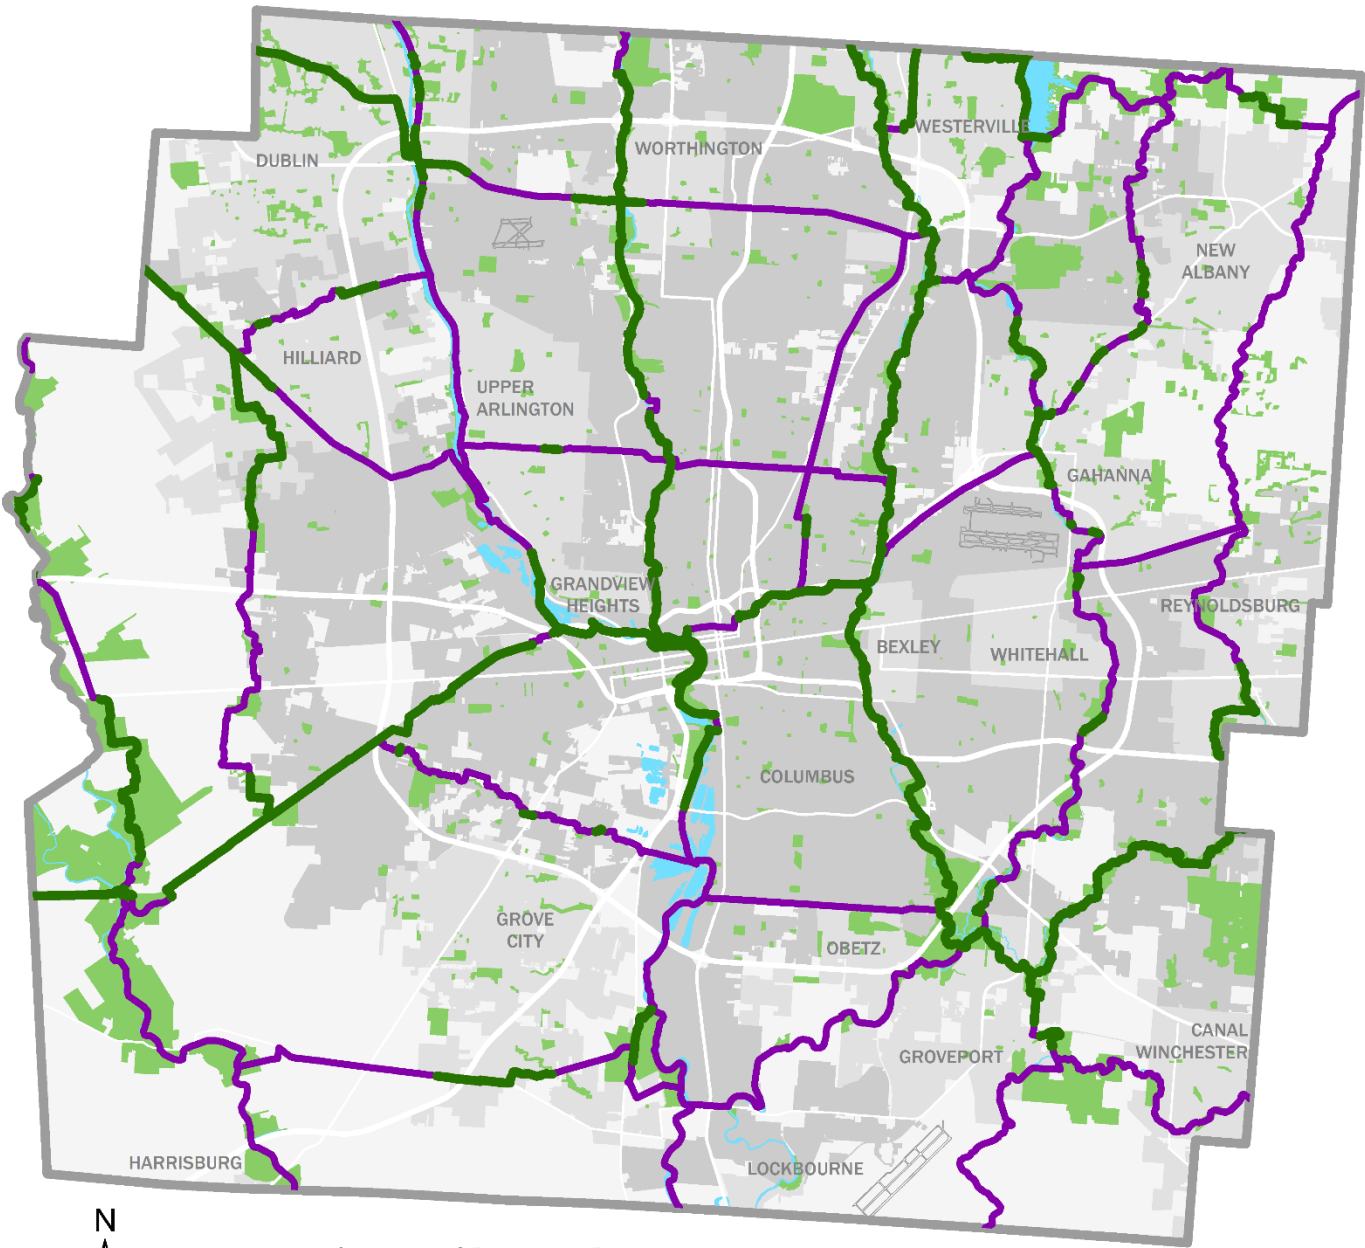 WESTERVILLE
WORTHINGTON
DUBLIN
NEW
ALBANY
HILLIARD
UPPER
ARLINGTON
GAHANNA
GRANDVIEW
HEIGHTS
REYNOLDSBURG
BEXLEY
WHITEHALL
COLUMBUS
GROVE
CITY
OBETZ
CANAL
WINCHESTER
GROVEPORT
HARRISBURG
LOCKBOURNE
N